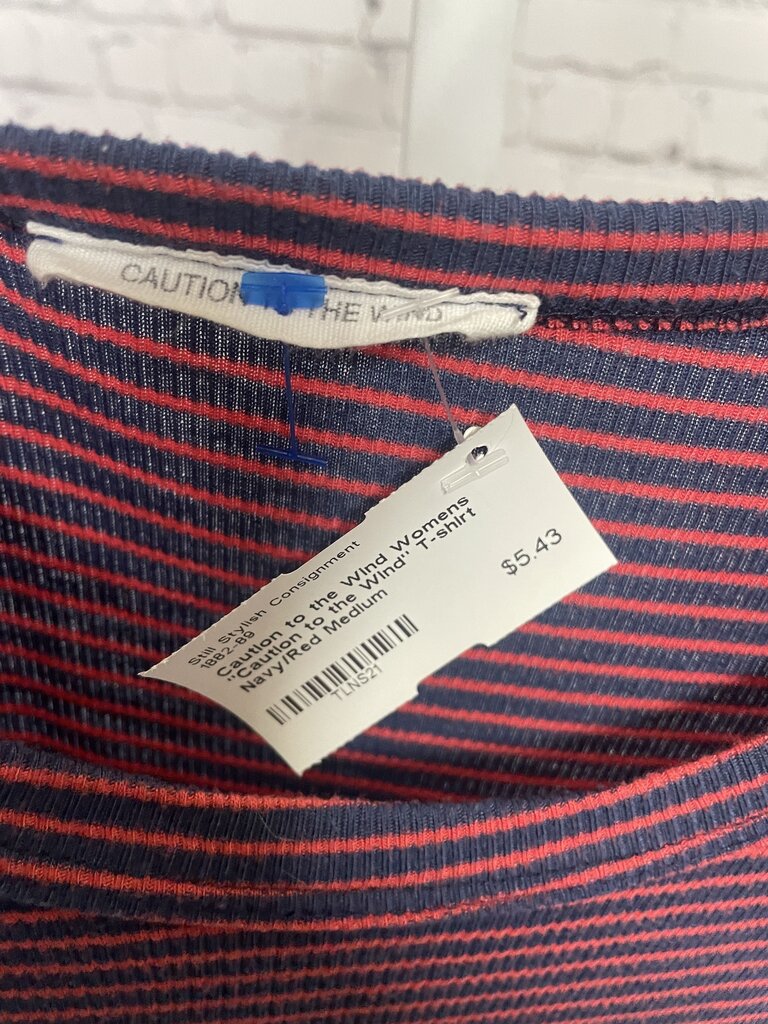 CAUTION THE WIND
Still Stylish Consignment
1882-89
Caution to the Wind Womens
"Caution to the Wind" T-shirt
Navy/Red Medium
TLNS21
$5.43